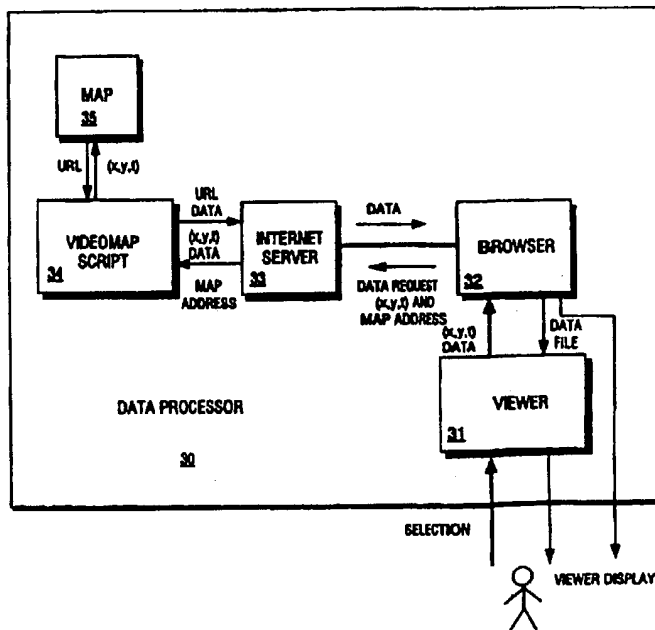 MAP
35
URL
(x,y,t)
URL
DATA
VIDEOMAP
SCRIPT
34
(x,y,t)
DATA
MAP
ADDRESS
INTERNET
SERVER
33
DATA
DATA REQUEST
(x,y,t) AND
MAP ADDRESS
BROWSER
32
(x,y,t)
DATA
DATA
FILE
VIEWER
31
DATA PROCESSOR
30
SELECTION
VIEWER DISPLAY